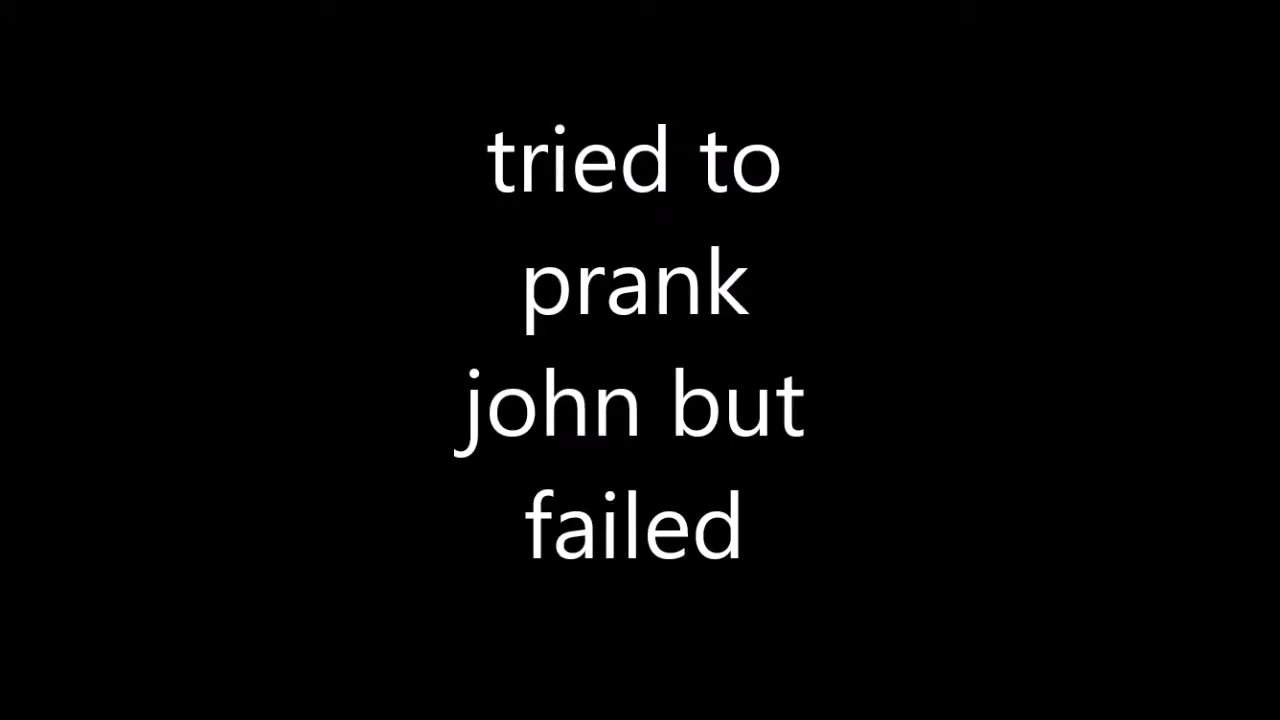 tried to
prank
john but
failed